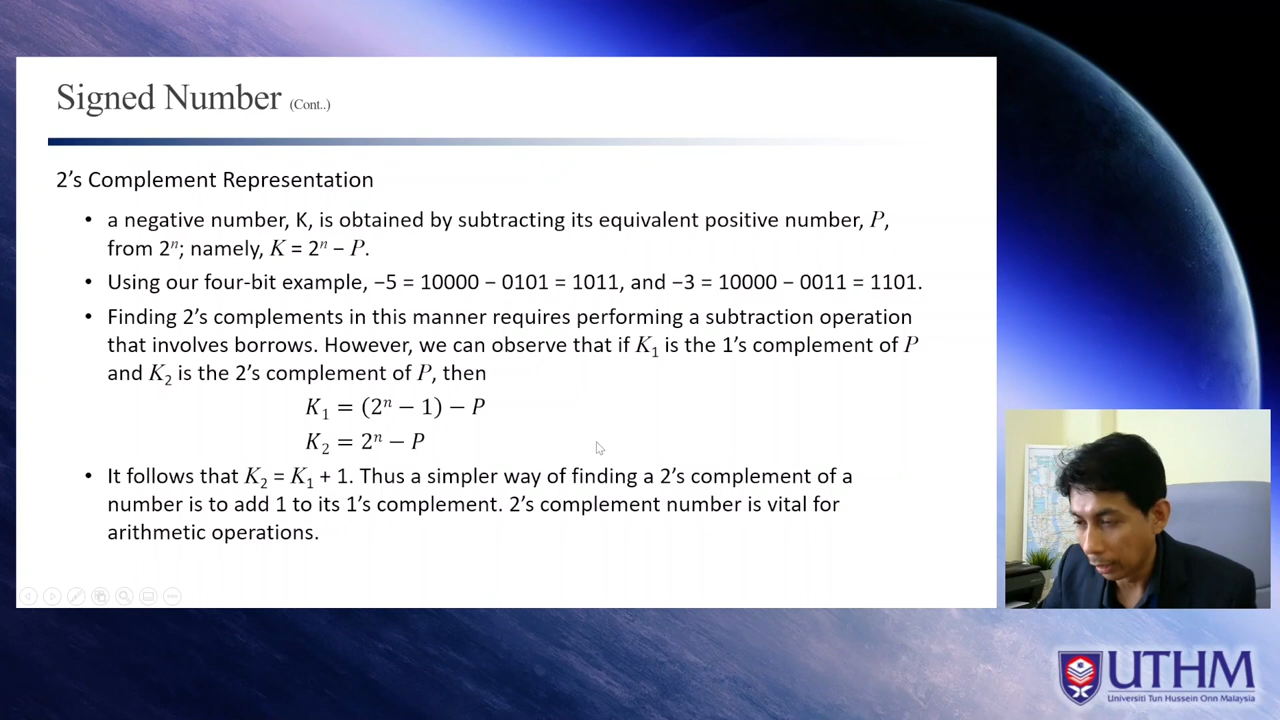 Signed Number (Cont..)
2’s Complement Representation
• a negative number, K, is obtained by subtracting its equivalent positive number, P,
from 2ⁿ; namely, K = 2ⁿ − P.
• Using our four-bit example, −5 = 10000 − 0101 = 1011, and −3 = 10000 − 0011 = 1101.
• Finding 2’s complements in this manner requires performing a subtraction operation
that involves borrows. However, we can observe that if K₁ is the 1’s complement of P
and K₂ is the 2’s complement of P, then
K₁ = (2ⁿ − 1) − P
K₂ = 2ⁿ − P
• It follows that K₂ = K₁ + 1. Thus a simpler way of finding a 2’s complement of a
number is to add 1 to its 1’s complement. 2’s complement number is vital for
arithmetic operations.
UTHM
Universiti Tun Hussein Onn Malaysia